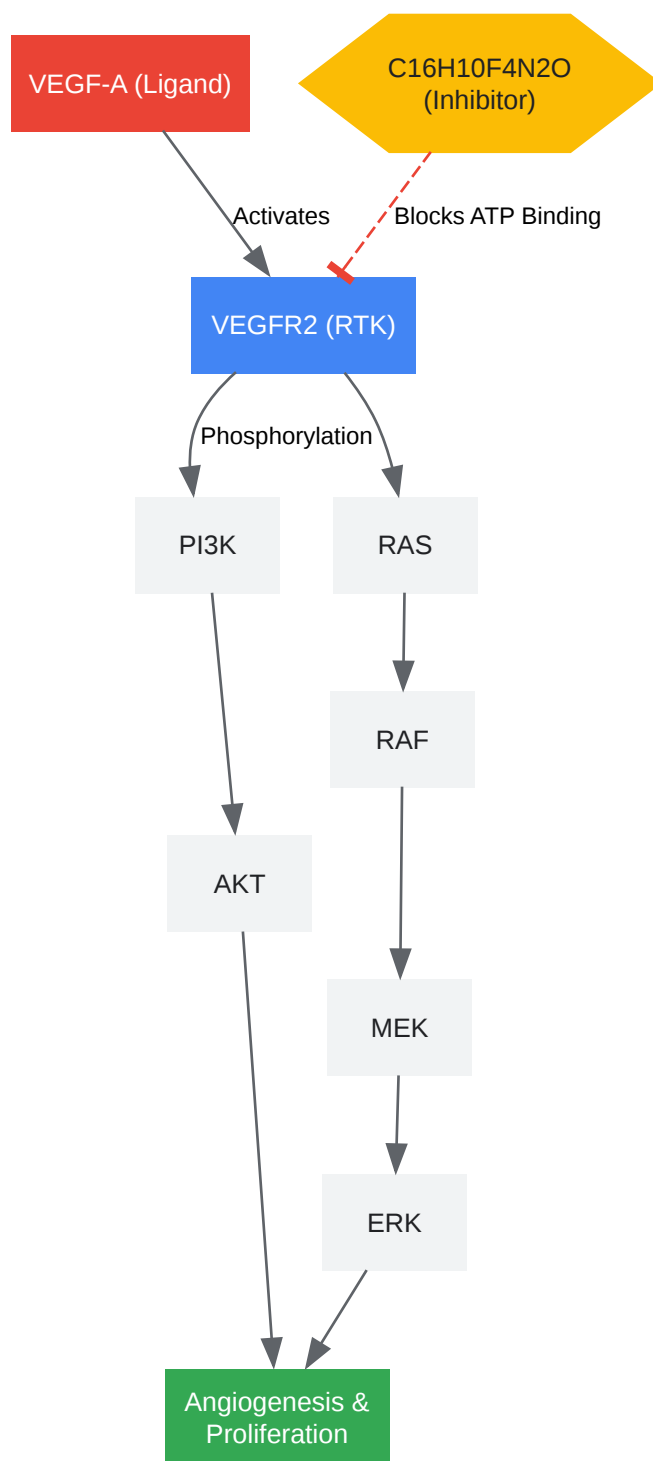 VEGF-A (Ligand)
C16H10F4N2O
(Inhibitor)
Activates
Blocks ATP Binding
VEGFR2 (RTK)
Phosphorylation
PI3K
RAS
RAF
AKT
MEK
ERK
Angiogenesis &
Proliferation